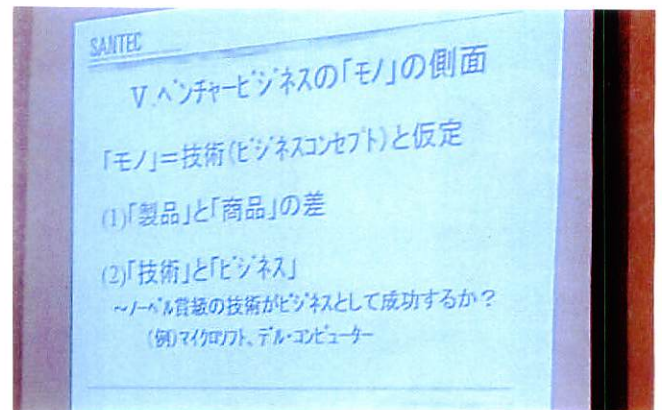 SANTEC
V.ベンチャービジネスの「モノ」の側面
「モノ」=技術(ビジネスコンセプト)と仮定
(1)「製品」と「商品」の差
(2)「技術」と「ビジネス」
~ノーベル賞級の技術がビジネスとして成功するか?
(例)マイクロソフト、デル・コンピューター